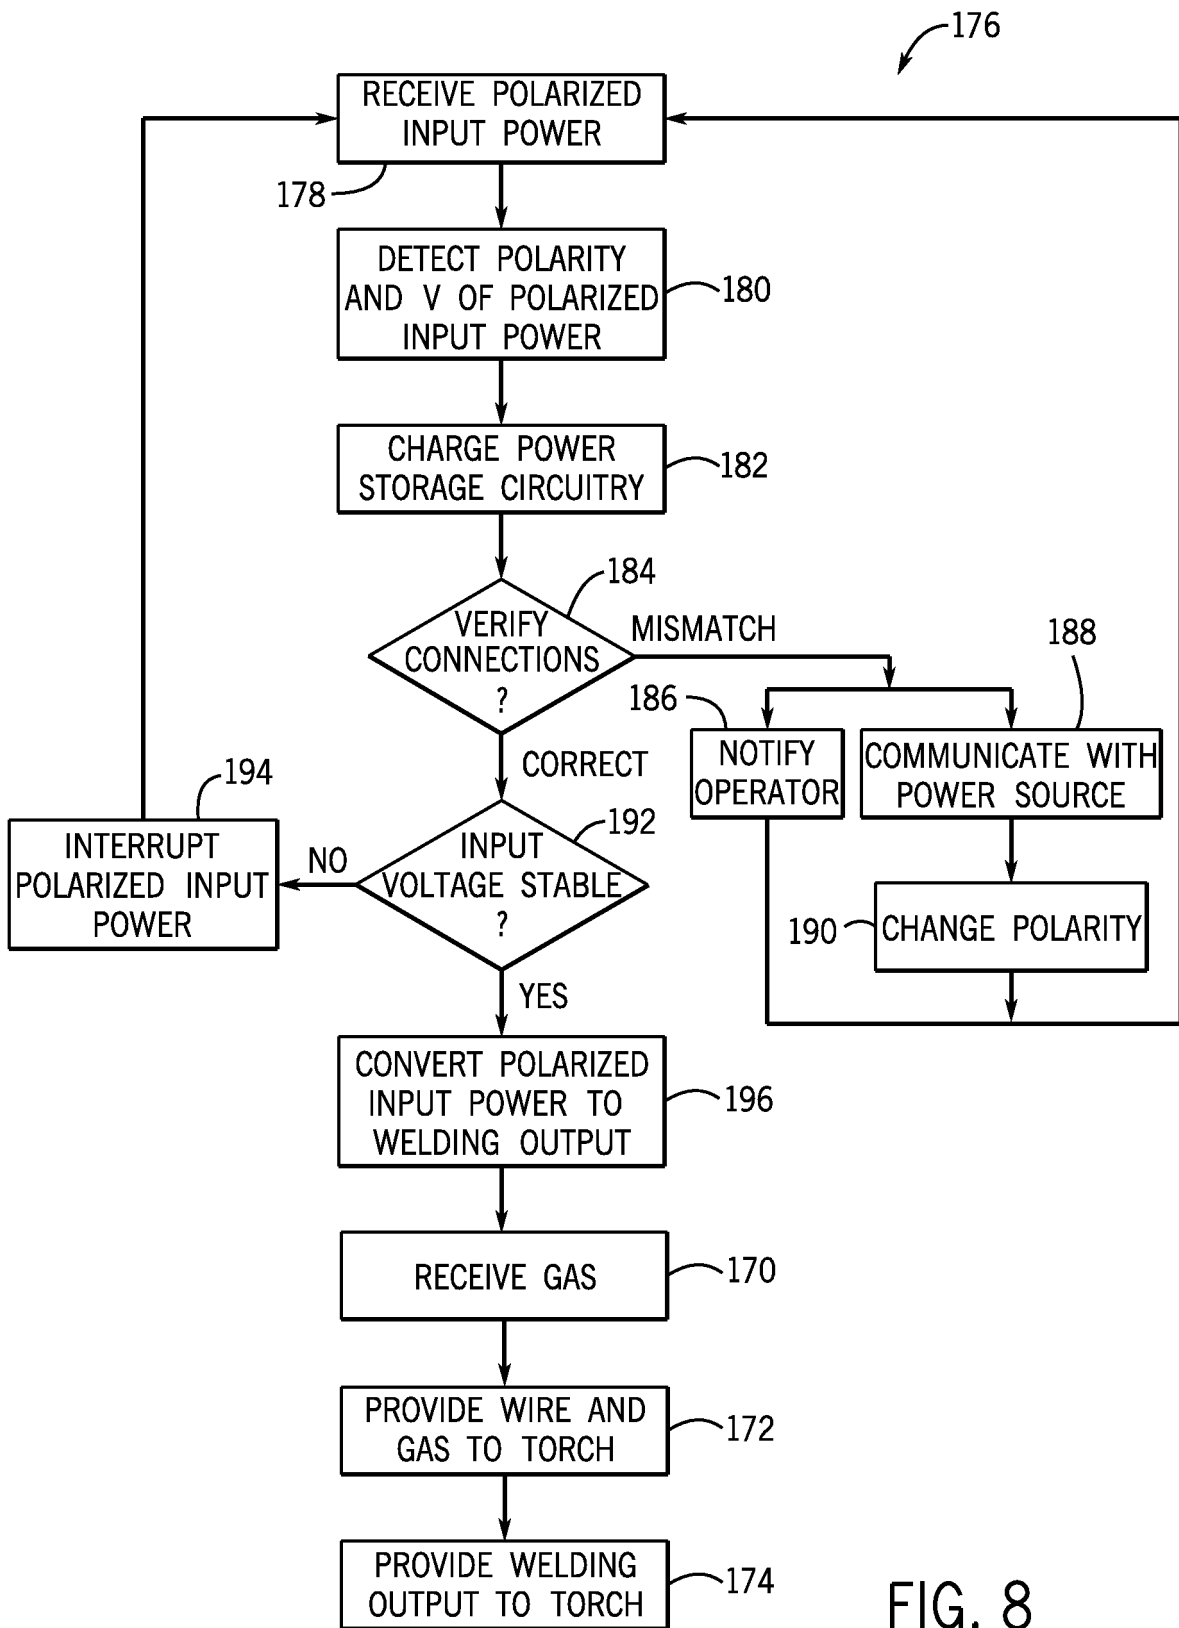 176
RECEIVE POLARIZED
INPUT POWER
178
DETECT POLARITY
AND V OF POLARIZED
INPUT POWER
180
CHARGE POWER
STORAGE CIRCUITRY
182
184
VERIFY
CONNECTIONS
?
MISMATCH
188
186
NOTIFY
OPERATOR
COMMUNICATE WITH
POWER SOURCE
CORRECT
194
192
INTERRUPT
POLARIZED INPUT
POWER
NO
INPUT
VOLTAGE STABLE
?
190
CHANGE POLARITY
YES
CONVERT POLARIZED
INPUT POWER TO
WELDING OUTPUT
196
RECEIVE GAS
170
PROVIDE WIRE AND
GAS TO TORCH
172
PROVIDE WELDING
OUTPUT TO TORCH
174
FIG. 8